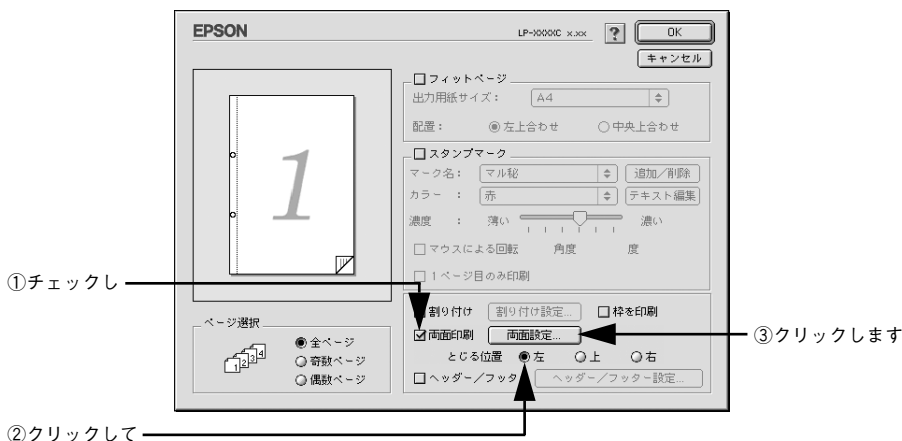 EPSON
LP-XXXXC x.xx
?
OK
キャンセル
1
フィットページ
出力用紙サイズ： A4
配置： 左上合わせ 中央上合わせ
スタンプマーク
マーク名： マル秘 追加／削除
カラー ： 赤 テキスト編集
濃度 ： 薄い 濃い
マウスによる回転 角度 度
1ページ目のみ印刷
①チェックし
割り付け 割り付け設定... 枠を印刷
両面印刷 両面設定...
③クリックします
とじる位置 左 上 右
ヘッダー／フッタ ヘッダー／フッター設定...
ページ選択
1 2 3 4
全ページ
奇数ページ
偶数ページ
②クリックして